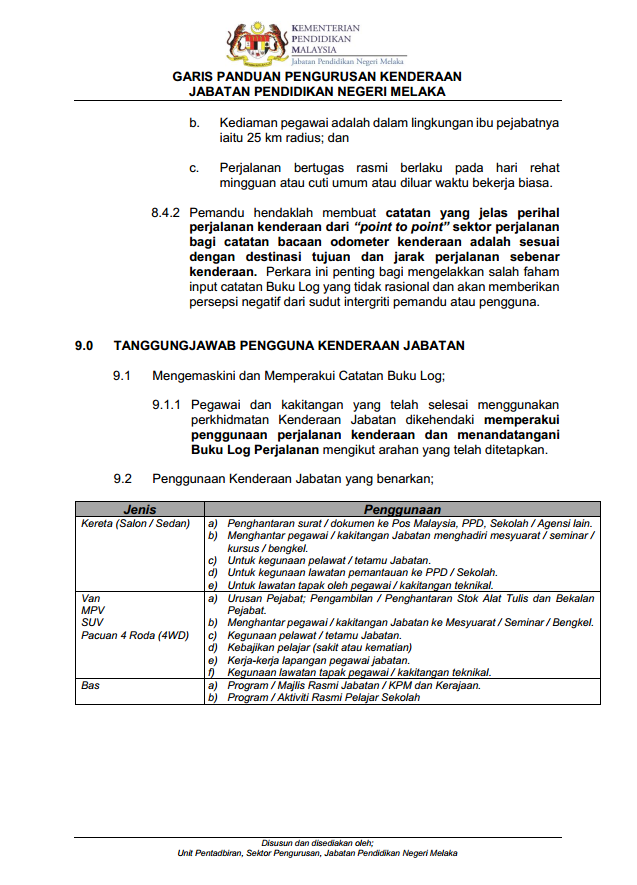 KEMENTERIAN
PENDIDIKAN
MALAYSIA
Jabatan Pendidikan Negeri Melaka
GARIS PANDUAN PENGURUSAN KENDERAAN
JABATAN PENDIDIKAN NEGERI MELAKA
b. Kediaman pegawai adalah dalam lingkungan ibu pejabatnya
iaitu 25 km radius; dan
c. Perjalanan bertugas rasmi berlaku pada hari rehat
mingguan atau cuti umum atau diluar waktu bekerja biasa.
8.4.2 Pemandu hendaklah membuat catatan yang jelas perihal
perjalanan kenderaan dari “point to point” sektor perjalanan
bagi catatan bacaan odometer kenderaan adalah sesuai
dengan destinasi tujuan dan jarak perjalanan sebenar
kenderaan. Perkara ini penting bagi mengelakkan salah faham
input catatan Buku Log yang tidak rasional dan akan memberikan
persepsi negatif dari sudut intergriti pemandu atau pengguna.
9.0 TANGGUNGJAWAB PENGGUNA KENDERAAN JABATAN
9.1 Mengemaskini dan Memperakui Catatan Buku Log;
9.1.1 Pegawai dan kakitangan yang telah selesai menggunakan
perkhidmatan Kenderaan Jabatan dikehendaki memperakui
penggunaan perjalanan kenderaan dan menandatangani
Buku Log Perjalanan mengikut arahan yang telah ditetapkan.
9.2 Penggunaan Kenderaan Jabatan yang benarkan;
Jenis Penggunaan
Kereta (Salon / Sedan) a) Penghantaran surat / dokumen ke Pos Malaysia, PPD, Sekolah / Agensi lain.
b) Menghantar pegawai / kakitangan Jabatan menghadiri mesyuarat / seminar /
kursus / bengkel.
c) Untuk kegunaan pelawat / tetamu Jabatan.
d) Untuk kegunaan lawatan pemantauan ke PPD / Sekolah.
e) Untuk lawatan tapak oleh pegawai / kakitangan teknikal.
Van a) Urusan Pejabat; Pengambilan / Penghantaran Stok Alat Tulis dan Bekalan
MPV Pejabat.
SUV b) Menghantar pegawai / kakitangan Jabatan ke Mesyuarat / Seminar / Bengkel.
Pacuan 4 Roda (4WD) c) Kegunaan pelawat / tetamu Jabatan.
d) Kebajikan pelajar (sakit atau kematian)
e) Kerja-kerja lapangan pegawai jabatan.
f) Kegunaan lawatan tapak pegawai / kakitangan teknikal.
Bas a) Program / Majlis Rasmi Jabatan / KPM dan Kerajaan.
b) Program / Aktiviti Rasmi Pelajar Sekolah
Disusun dan disediakan oleh;
Unit Pentadbiran, Sektor Pengurusan, Jabatan Pendidikan Negeri Melaka